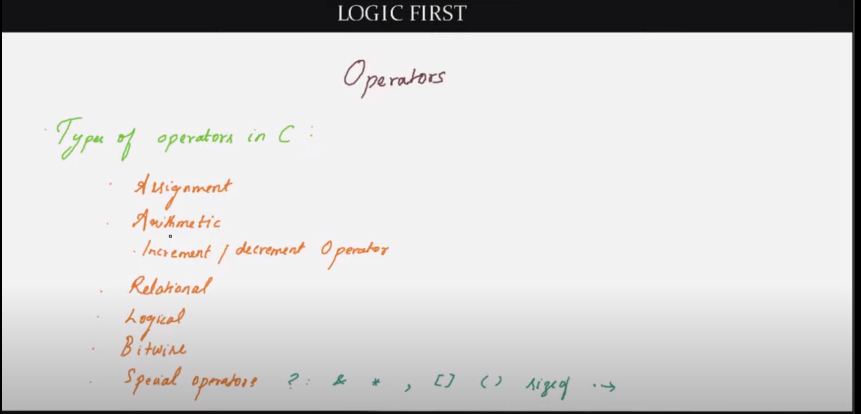 LOGIC FIRST
Operators
Types of operators in C :
· Assignment
· Arithmetic
· Increment / decrement Operator
· Relational
· Logical
· Bitwise
· Special operators ?: & * , [] () sizeof . →